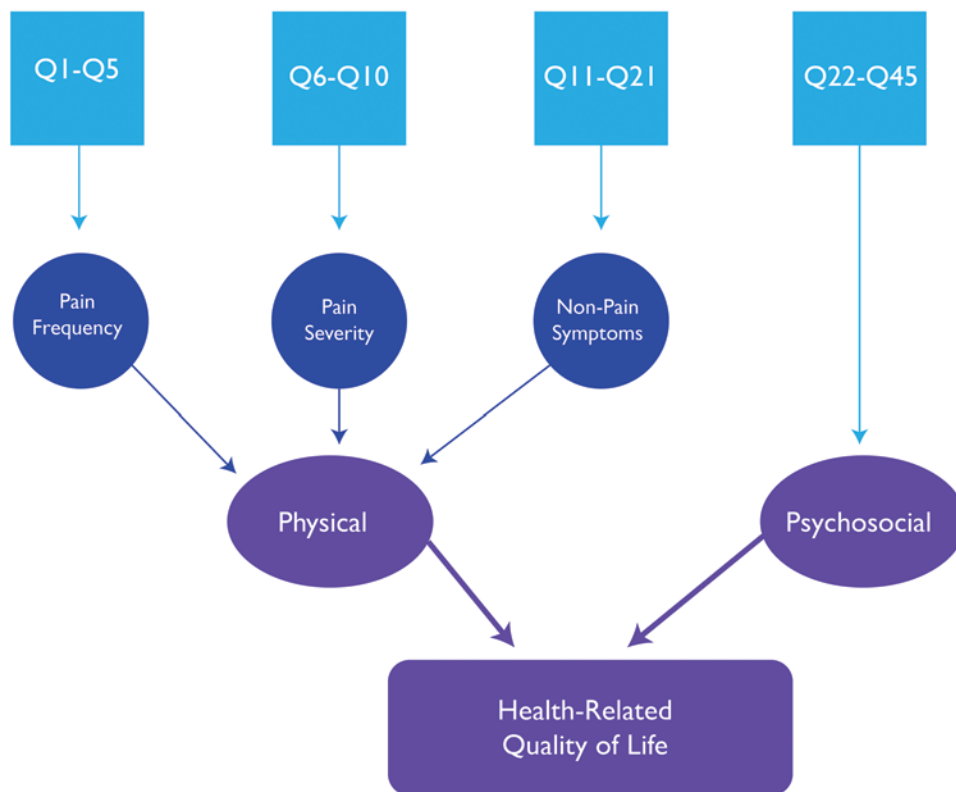 Q1-Q5
Q6-Q10
Q11-Q21
Q22-Q45
Pain
Frequency
Pain
Severity
Non-Pain
Symptoms
Physical
Psychosocial
Health-Related
Quality of Life